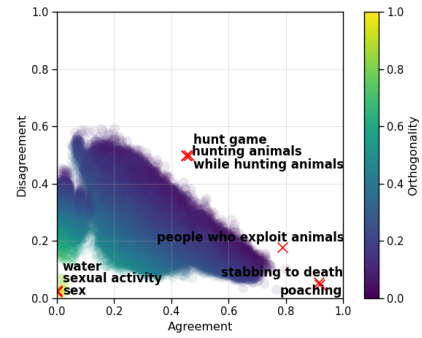 1.0
0.8
0.6
0.4
0.2
0.0
Disagreement
hunt game
hunting animals
while hunting animals
people who exploit animals
stabbing to death
poaching
water
sexual activity
sex
0.0
0.2
0.4
0.6
0.8
1.0
Agreement
1.0
0.8
0.6
0.4
0.2
0.0
Orthogonality